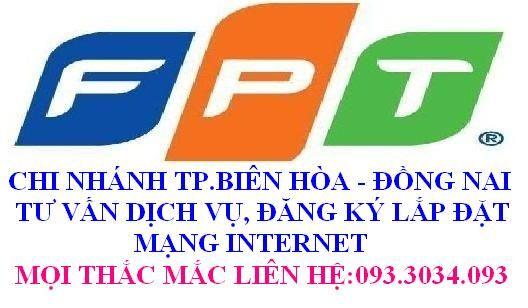 FPT®
CHI NHÁNH TP.BIÊN HÒA - ĐỒNG NAI
TƯ VẤN DỊCH VỤ, ĐĂNG KÝ LẮP ĐẶT
MẠNG INTERNET
MỌI THẮC MẮC LIÊN HỆ:093.3034.093